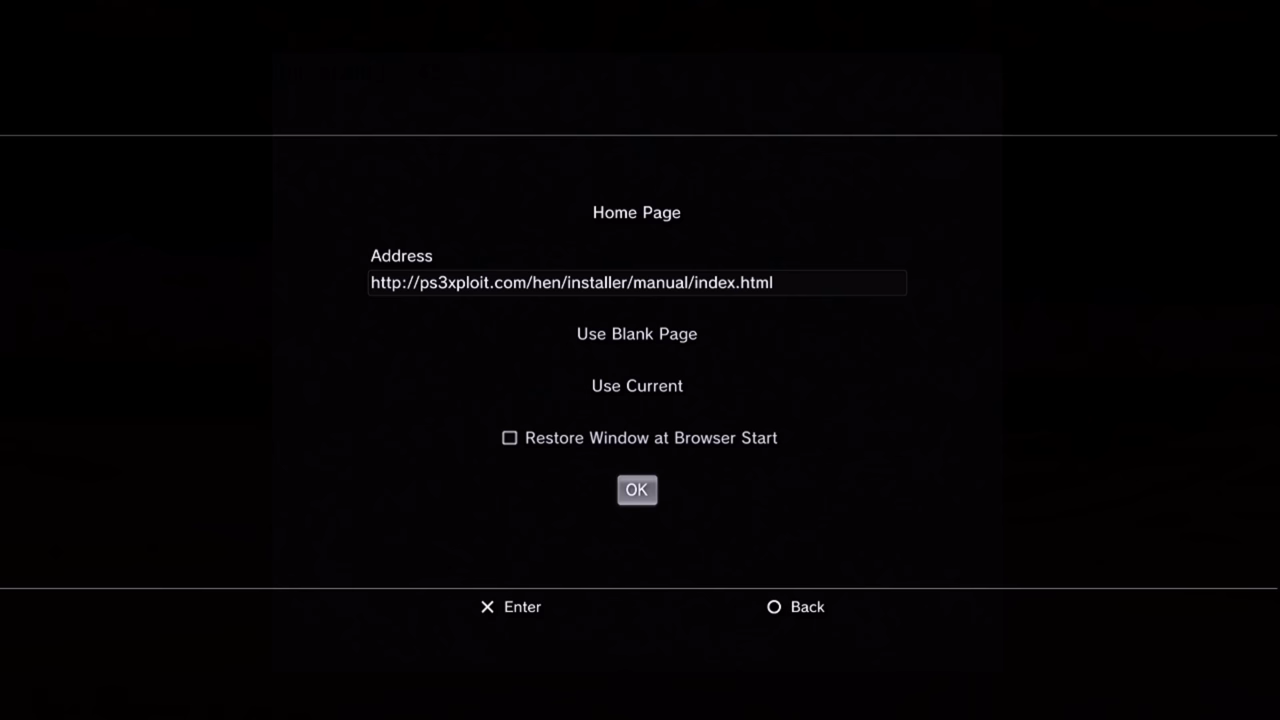 Home Page
Address
http://ps3xploit.com/hen/installer/manual/index.html
Use Blank Page
Use Current
Restore Window at Browser Start
OK
Enter
Back